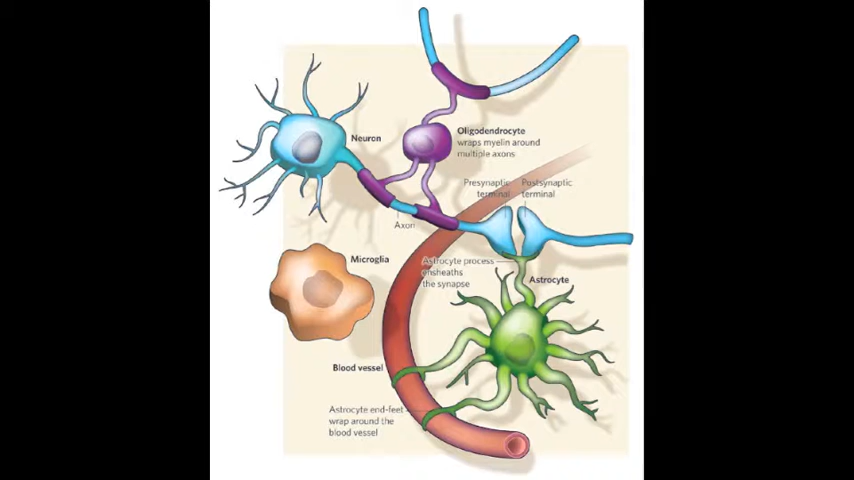 Neuron
Oligodendrocyte
wraps myelin around
multiple axons
Presynaptic
terminal
Postsynaptic
terminal
Axon
Microglia
Astrocyte process
ensheaths
the synapse
Astrocyte
Blood vessel
Astrocyte end-feet
wrap around the
blood vessel